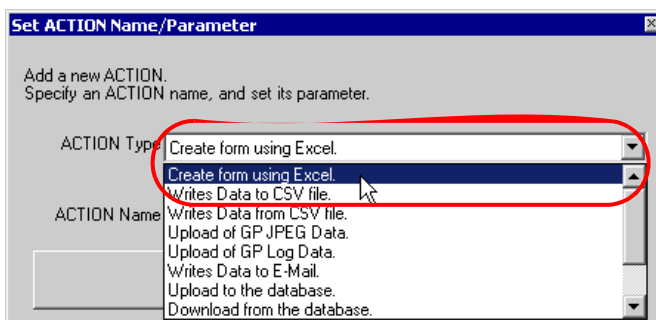 Set ACTION Name/Parameter
Add a new ACTION.
Specify an ACTION name, and set its parameter.
ACTION Type
Create form using Excel.
Create form using Excel.
Writes Data to CSV file.
ACTION Name
Writes Data from CSV file.
Upload of GP JPEG Data.
Upload of GP Log Data.
Writes Data to E-Mail.
Upload to the database.
Download from the database.